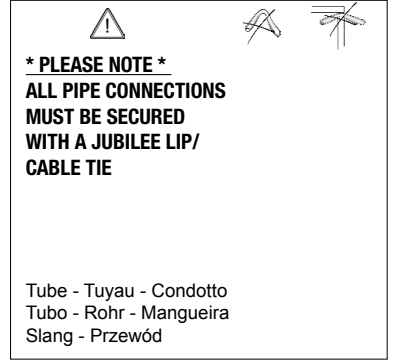 * PLEASE NOTE *
ALL PIPE CONNECTIONS
MUST BE SECURED
WITH A JUBILEE LIP/
CABLE TIE
Tube - Tuyau - Condotto
Tubo - Rohr - Mangueira
Slang - Przewód